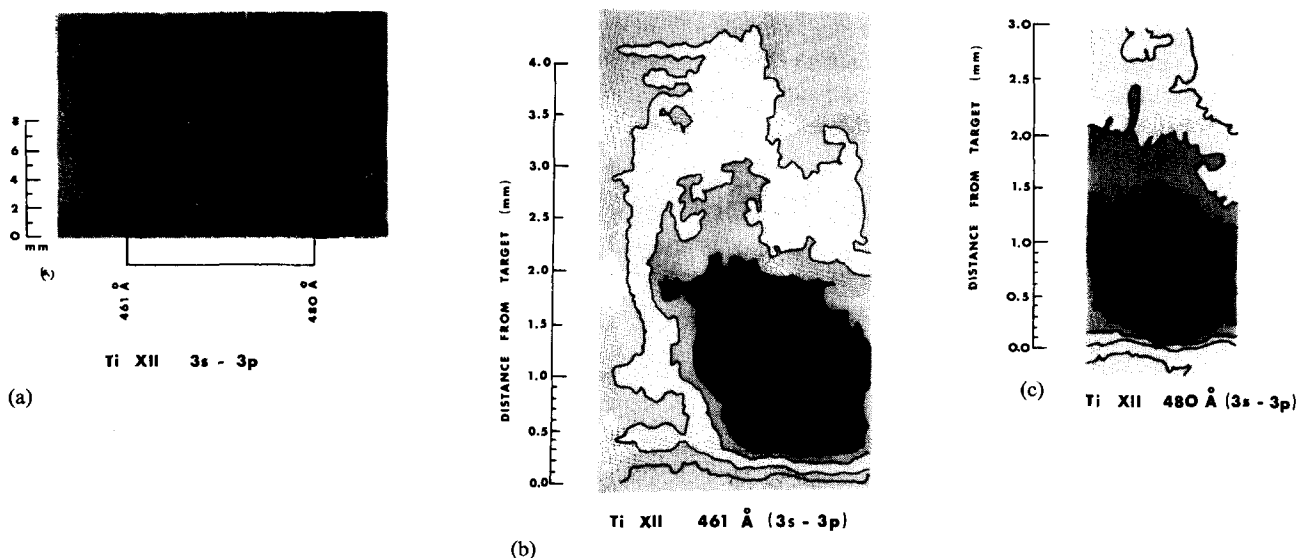 (a)
8
6
4
2
0
mm
461 Å
480 Å
Ti XII 3s - 3p
4.0
3.5
3.0
2.5
2.0
1.5
1.0
0.5
0.0
DISTANCE FROM TARGET (mm)
Ti XII 461 Å (3s - 3p)
(b)
3.0
2.5
2.0
1.5
1.0
0.5
0.0
DISTANCE FROM TARGET (mm)
(c)
Ti XII 480 Å (3s - 3p)